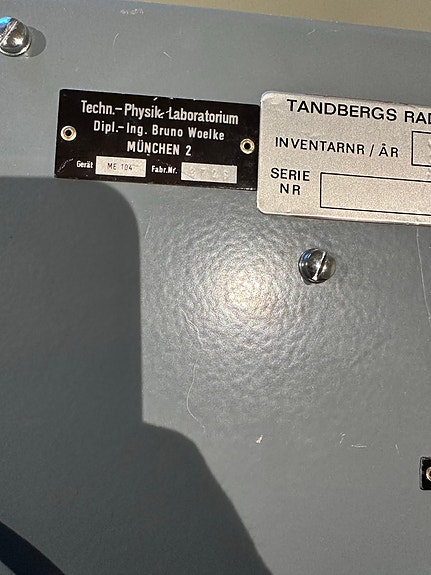 Techn.-Physik-Laboratorium
Dipl.-Ing. Bruno Woelke
MÜNCHEN 2
Gerät ME 104 Fabr.Nr.
TANDBERGS RAD
INVENTARNR / ÅR
SERIE
NR